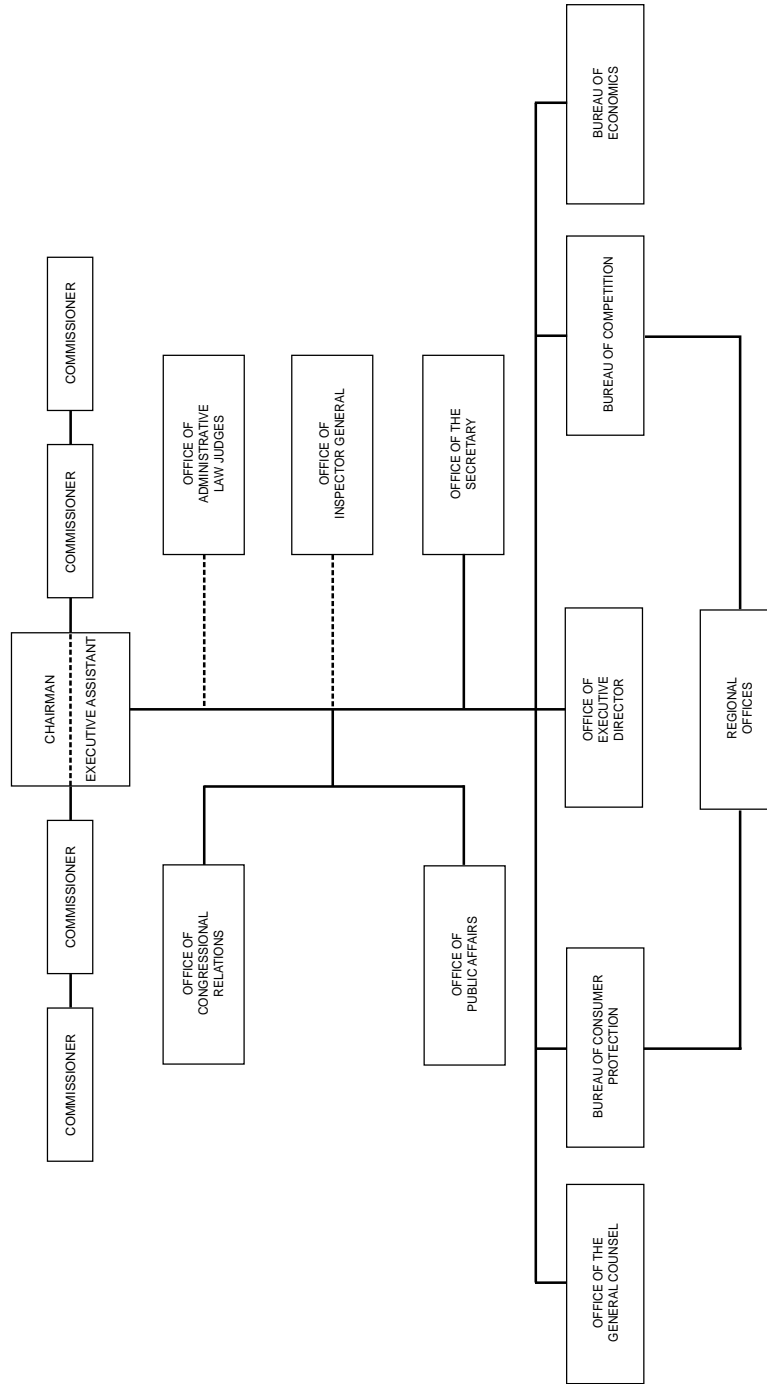 COMMISSIONER
COMMISSIONER
CHAIRMAN
EXECUTIVE ASSISTANT
COMMISSIONER
COMMISSIONER
OFFICE OF
CONGRESSIONAL
RELATIONS
OFFICE OF
ADMINISTRATIVE
LAW JUDGES
OFFICE OF
INSPECTOR GENERAL
OFFICE OF
PUBLIC AFFAIRS
OFFICE OF THE
SECRETARY
OFFICE OF THE
GENERAL COUNSEL
BUREAU OF CONSUMER
PROTECTION
OFFICE OF
EXECUTIVE
DIRECTOR
BUREAU OF COMPETITION
BUREAU OF
ECONOMICS
REGIONAL
OFFICES